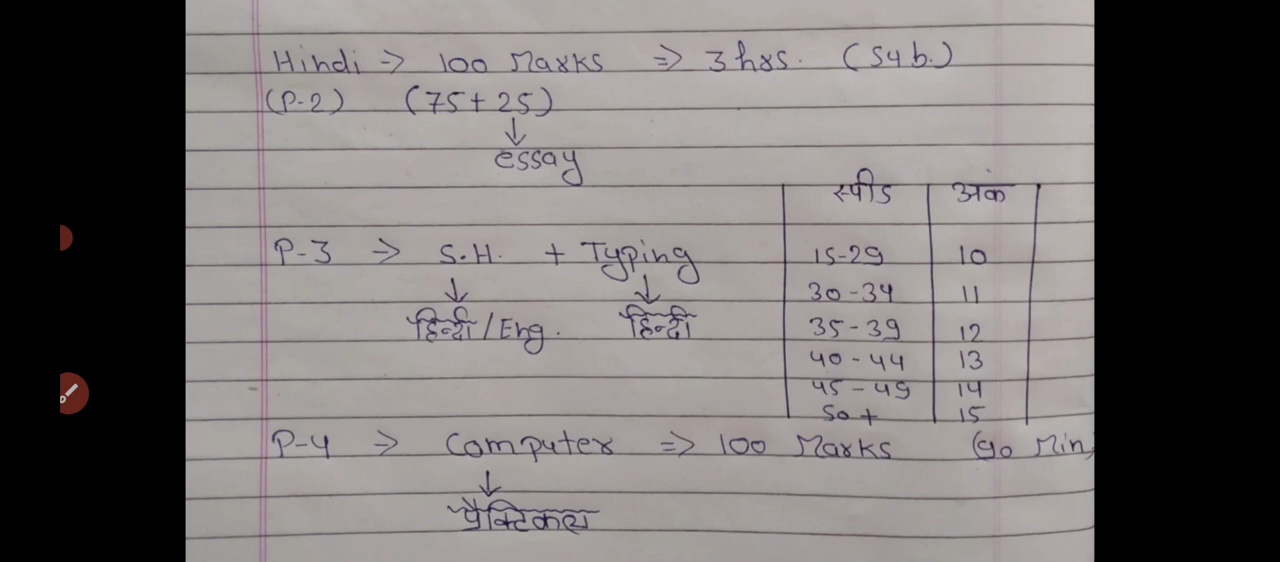 Hindi → 100 Marks ⇒ 3 hrs. (Sub.)
(P-2) (75+25)
↓
essay
स्पीड अंक
P-3 → S.H. + Typing 15-29 10
↓ ↓ 30-34 11
हिन्दी/Eng. हिन्दी 35-39 12
40-44 13
45-49 14
50+ 15
P-4 → Computer ⇒ 100 Marks (90 Min
↓
प्रैक्टिकल